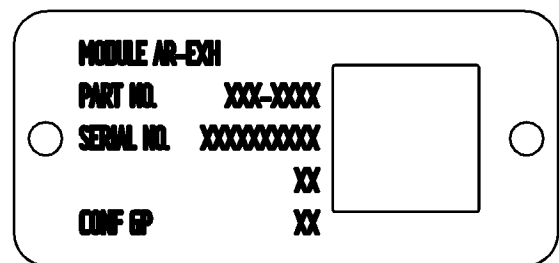 MODULE AR-EXH
PART NO. XXX-XXXX
SERIAL NO. XXXXXXXXXX
XX
CONF GP XX